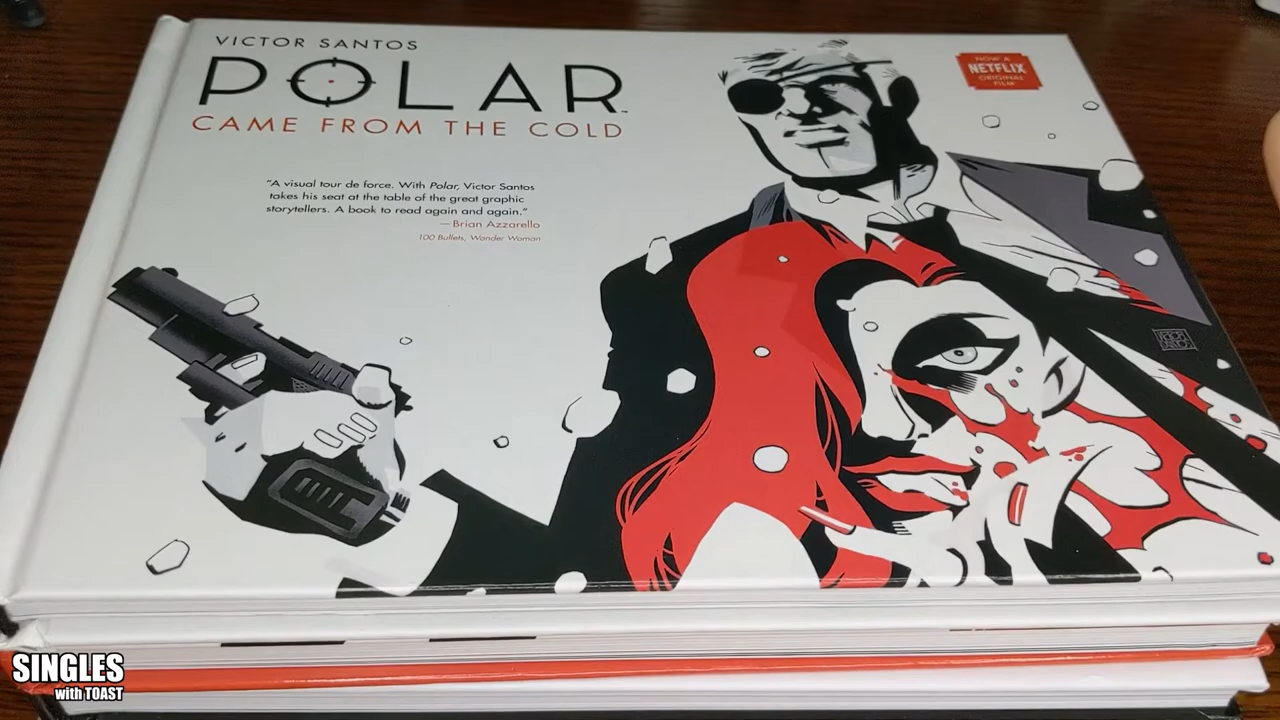 VICTOR SANTOS
POLAR™
CAME FROM THE COLD
NOW A
NETFLIX
ORIGINAL
FILM
"A visual tour de force. With Polar, Victor Santos
takes his seat at the table of the great graphic
storytellers. A book to read again and again."
— Brian Azzarello
100 Bullets, Wonder Woman
SINGLES
with TOAST